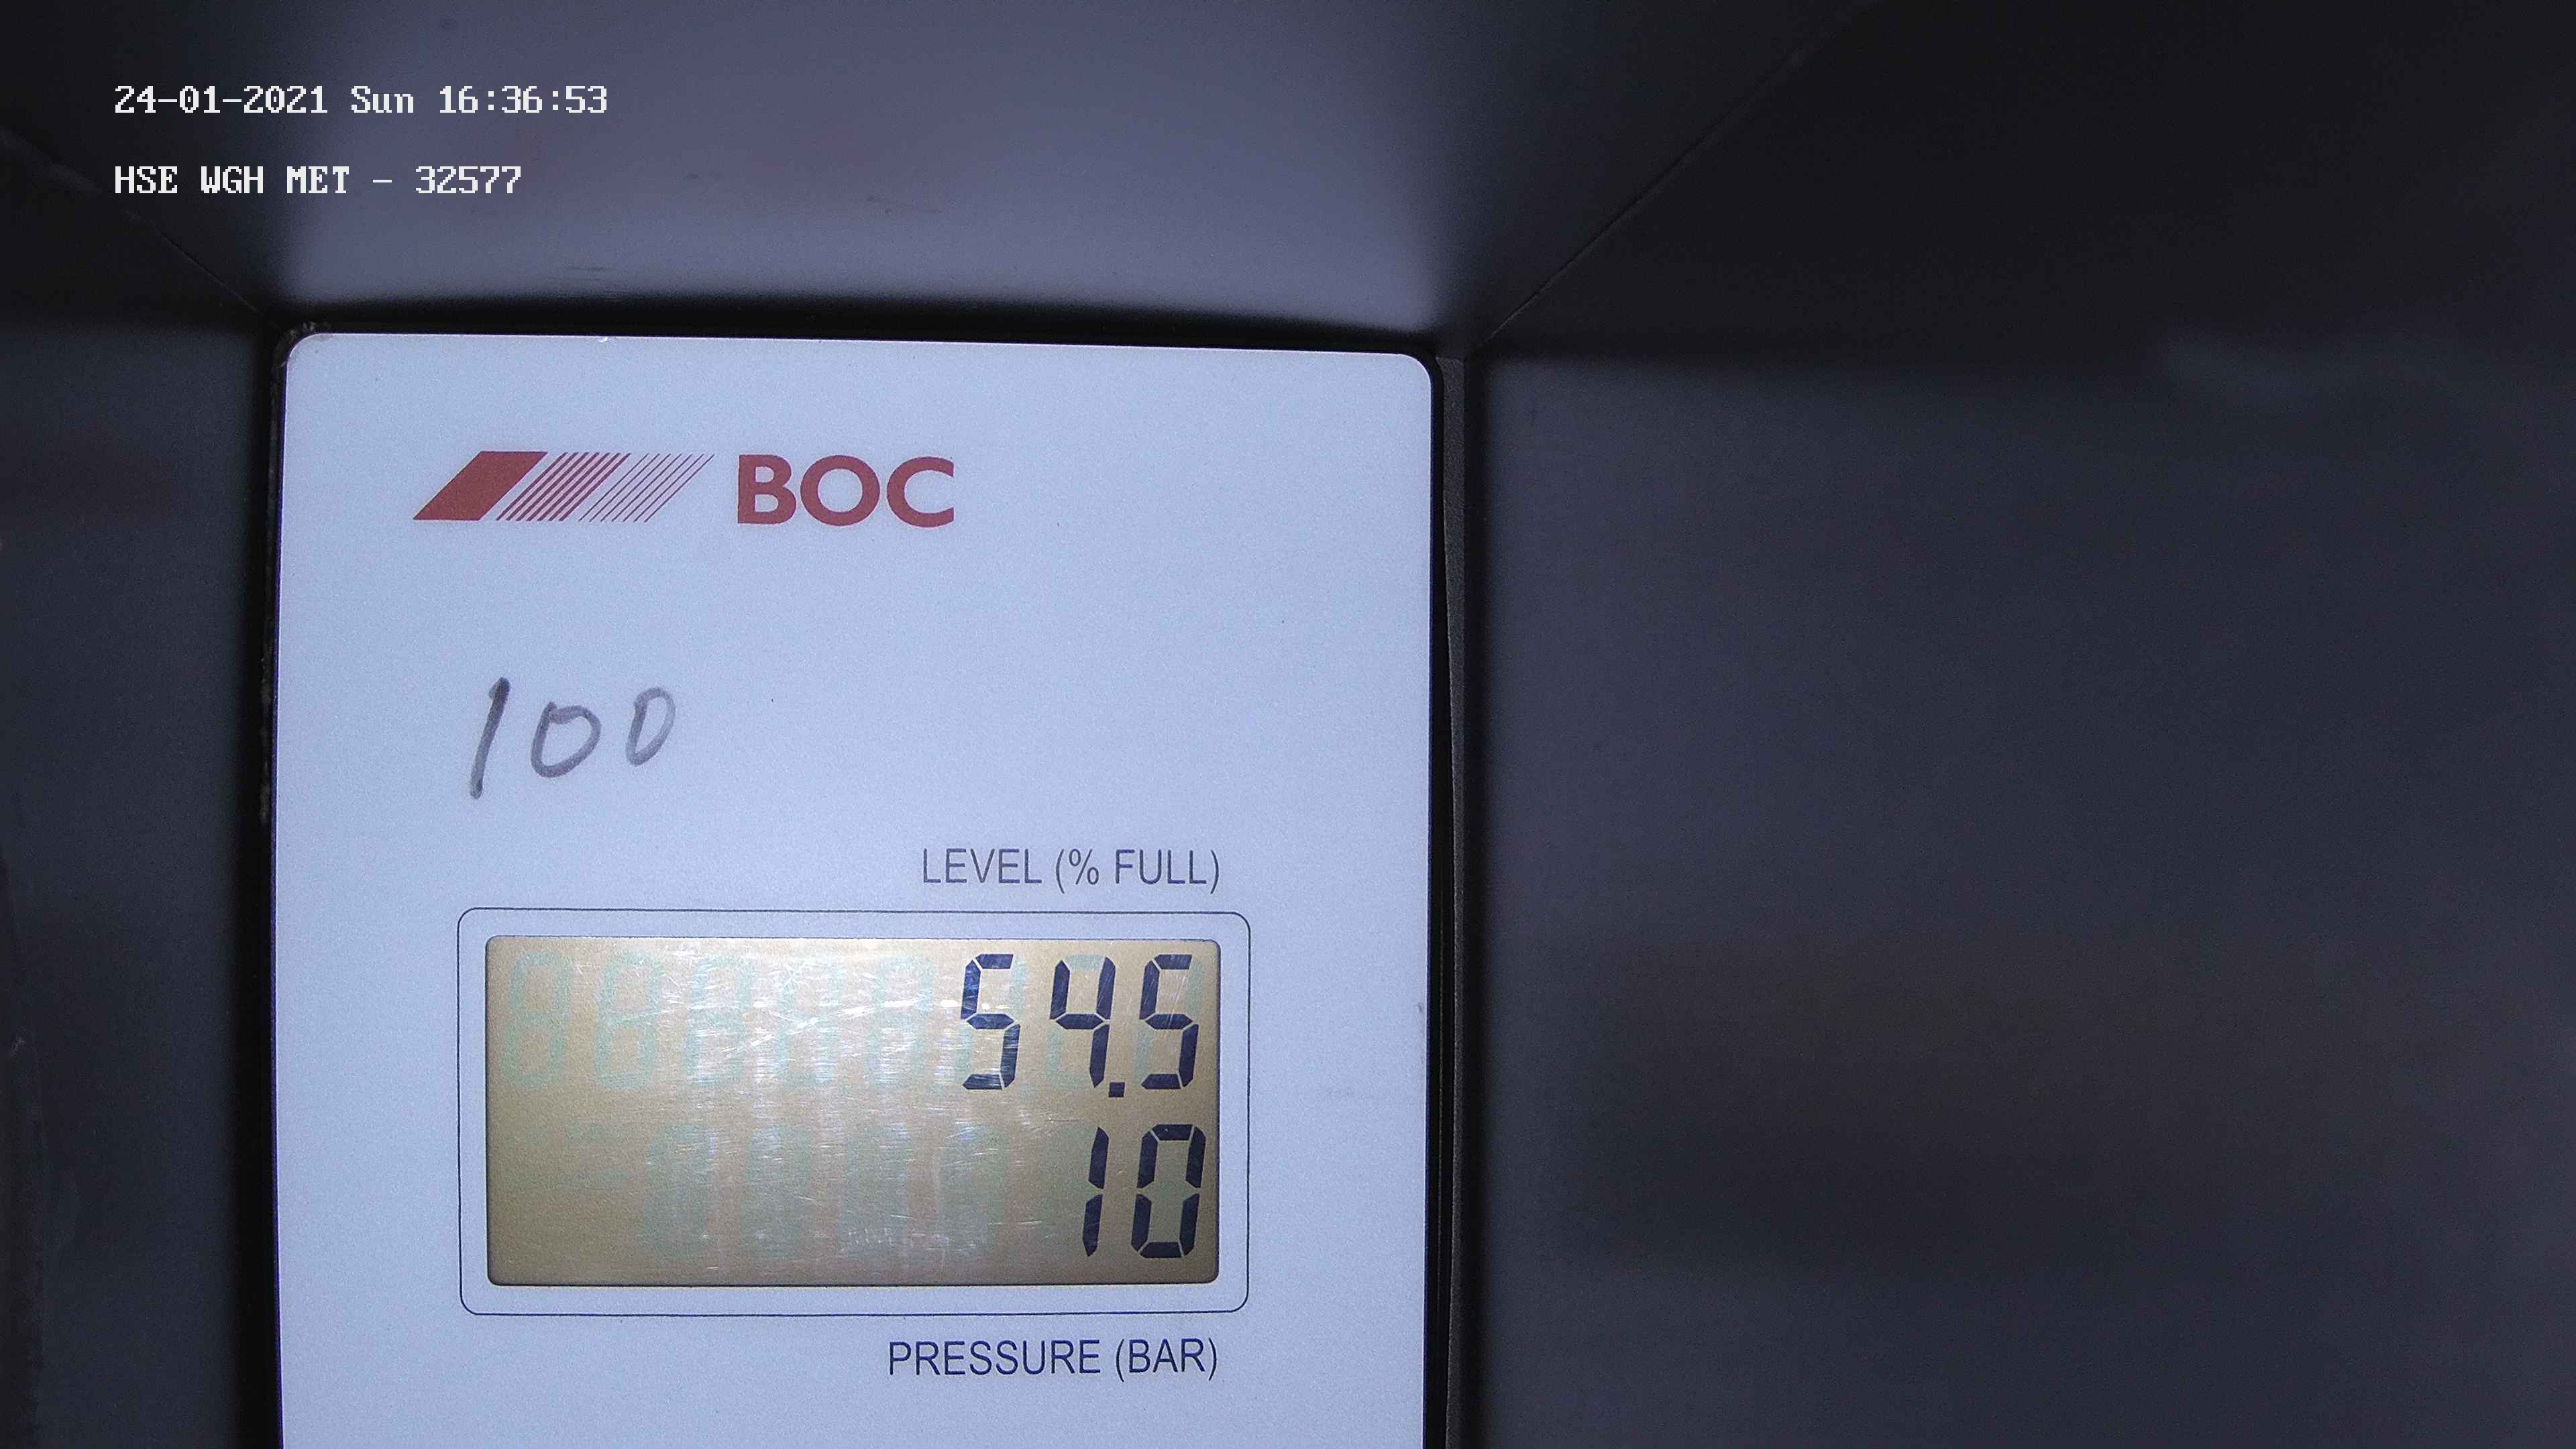 24-01-2021 Sun 16:36:53
HSE WGH MET - 32577
BOC
100
LEVEL (% FULL)
54.5
10
PRESSURE (BAR)